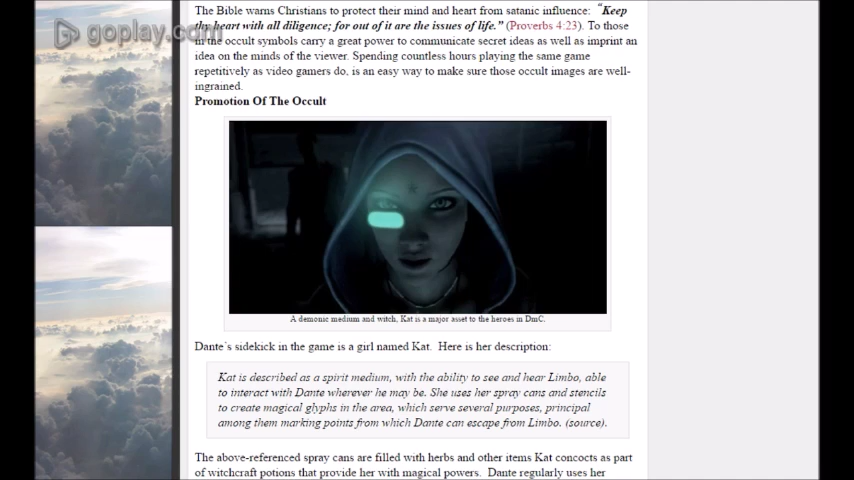 The Bible warns Christians to protect their mind and heart from satanic influence: “Keep
thy heart with all diligence; for out of it are the issues of life.” (Proverbs 4:23). To those
goplay.com
in the occult symbols carry a great power to communicate secret ideas as well as imprint an
idea on the minds of the viewer. Spending countless hours playing the same game
repetitively as video gamers do, is an easy way to make sure those occult images are well-
ingrained.
Promotion Of The Occult
A demonic medium and witch, Kat is a major asset to the heroes in DmC.
Dante`s sidekick in the game is a girl named Kat. Here is her description:
Kat is described as a spirit medium, with the ability to see and hear Limbo, able
to interact with Dante wherever he may be. She uses her spray cans and stencils
to create magical glyphs in the area, which serve several purposes, principal
among them marking points from which Dante can escape from Limbo. (source).
The above-referenced spray cans are filled with herbs and other items Kat concocts as part
of witchcraft potions that provide her with magical powers. Dante regularly uses her